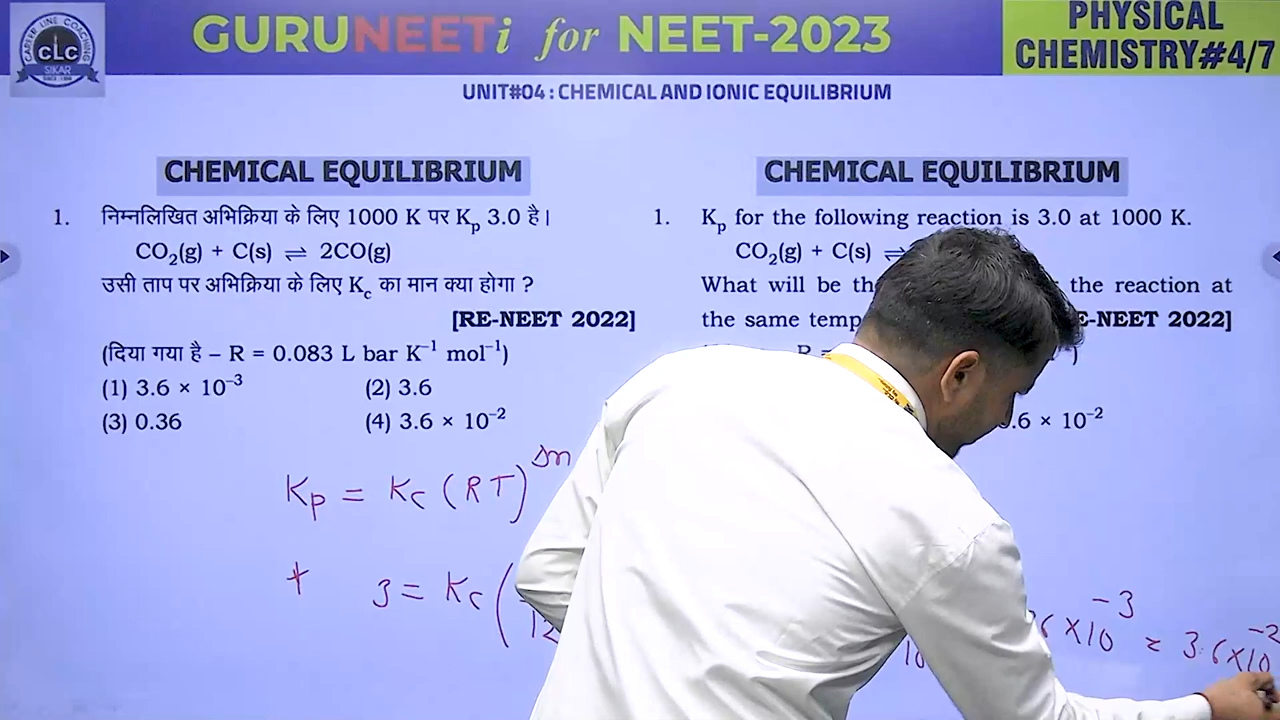 CAREER LINE COACHING
CLC
SIKAR
GURUNEETi for NEET-2023
PHYSICAL
CHEMISTRY#4/7
UNIT#04 : CHEMICAL AND IONIC EQUILIBRIUM
CHEMICAL EQUILIBRIUM
1. निम्नलिखित अभिक्रिया के लिए 1000 K पर Kp 3.0 है।
CO₂(g) + C(s) ⇌ 2CO(g)
उसी ताप पर अभिक्रिया के लिए Kc का मान क्या होगा ?
[RE-NEET 2022]
(दिया गया है – R = 0.083 L bar K⁻¹ mol⁻¹)
(1) 3.6 × 10⁻³ (2) 3.6
(3) 0.36 (4) 3.6 × 10⁻²
CHEMICAL EQUILIBRIUM
1. Kp for the following reaction is 3.0 at 1000 K.
CO₂(g) + C(s) ⇌
What will be the reaction at
the same E-NEET 2022]
R =
.6 × 10⁻²
Kp = Kc (RT)^Δn
3 = Kc (
12
10
6×10⁻³ = 3.6×10⁻²